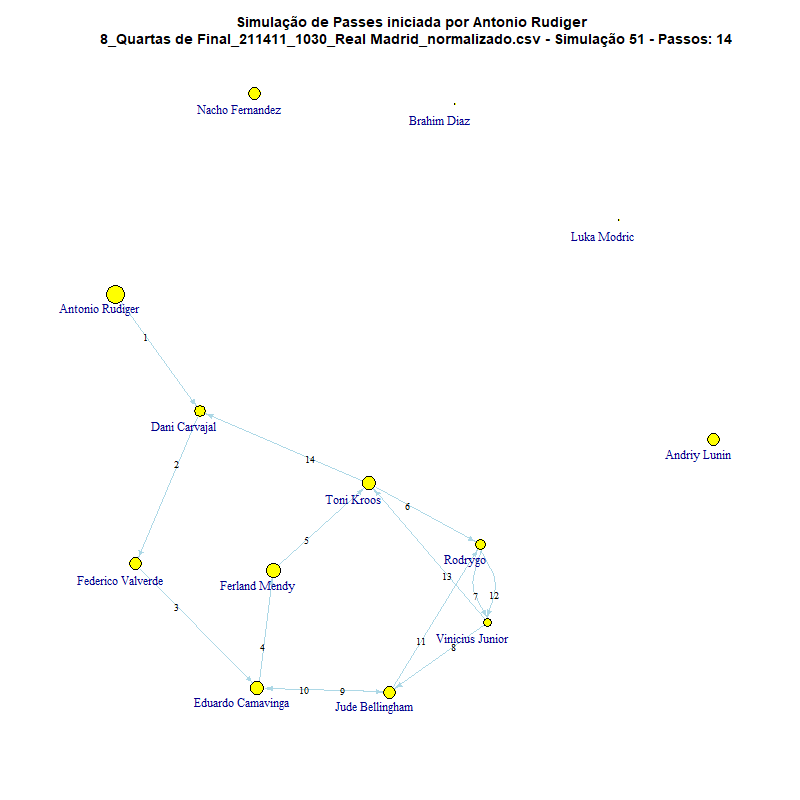 Simulação de Passes iniciada por Antonio Rudiger
8_Quartas de Final_211411_1030_Real Madrid_normalizado.csv - Simulação 51 - Passos: 14
Nacho Fernandez
Brahim Diaz
Luka Modric
Antonio Rudiger
1
Dani Carvajal
Andriy Lunin
14
2
Toni Kroos
6
5
Rodrygo
Federico Valverde
Ferland Mendy
13
7
12
3
Vinicius Junior
11
4
8
10
9
Eduardo Camavinga
Jude Bellingham